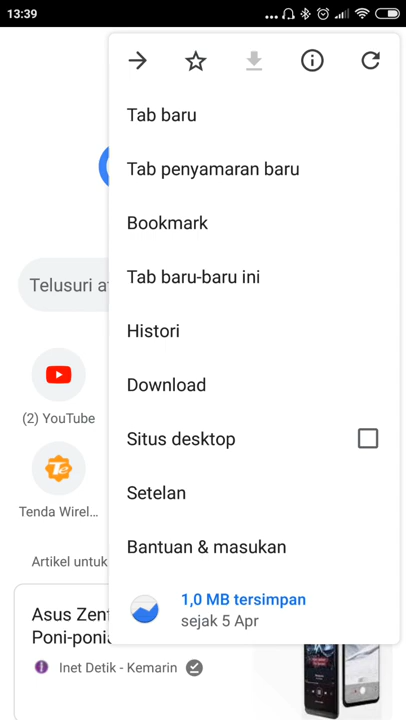 13:39
Tab baru
Tab penyamaran baru
Bookmark
Telusuri a
Tab baru-baru ini
Histori
Download
(2) YouTube
Situs desktop
Setelan
Tenda Wirel...
Bantuan & masukan
Artikel untuk
1,0 MB tersimpan
sejak 5 Apr
Asus Zenf
Poni-poni
Inet Detik - Kemarin